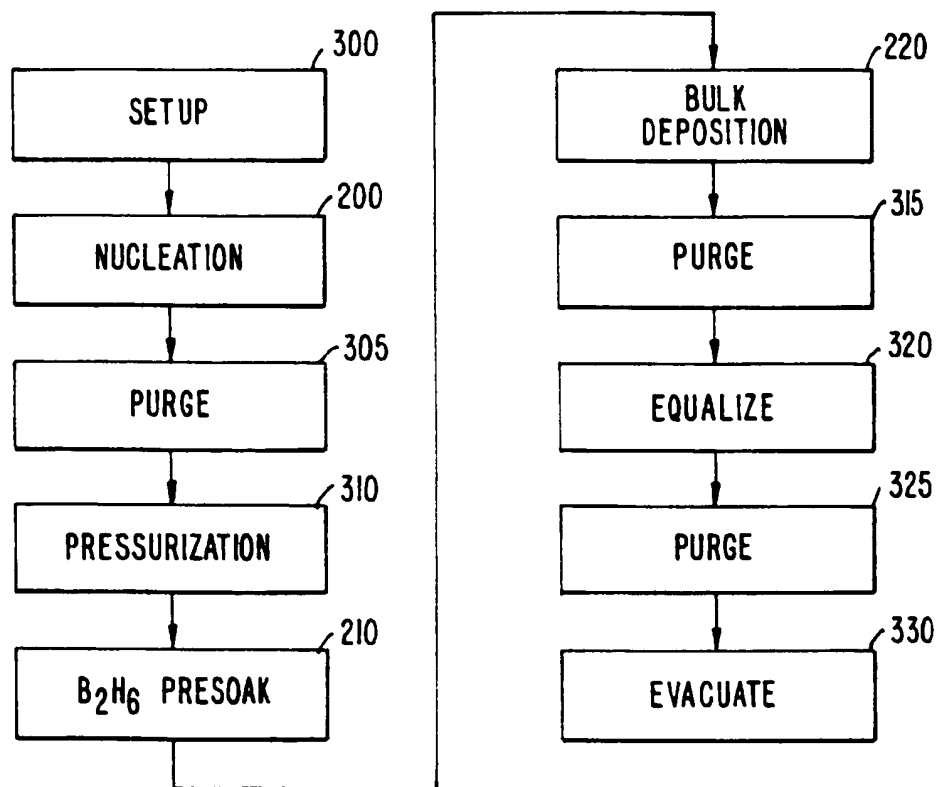 300
SETUP
200
NUCLEATION
305
PURGE
310
PRESSURIZATION
210
B₂H₆ PRESOAK
220
BULK
DEPOSITION
315
PURGE
320
EQUALIZE
325
PURGE
330
EVACUATE